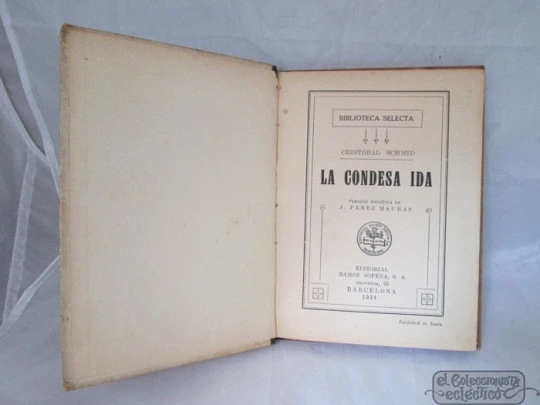 BIBLIOTECA SELECTA
CRISTOBAL SCHMID
LA CONDESA IDA
VERSIÓN ESPAÑOLA DE
J. PEREZ MAURAS
EDITORIAL
RAMON SOPENA, S. A.
PROVENZA, 95
BARCELONA
1934
Published in Spain
el Coleccionista
ecléctico